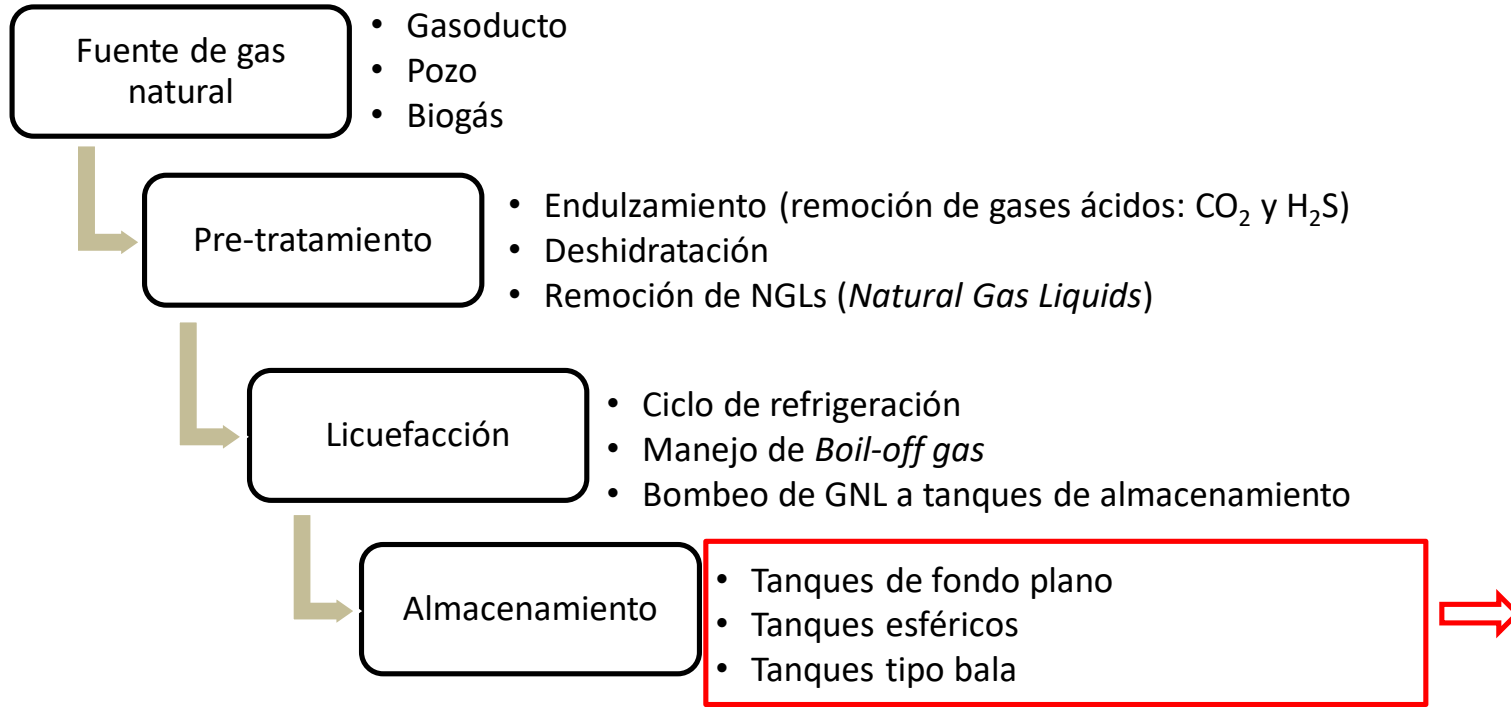 Fuente de gas
natural
• Gasoducto
• Pozo
• Biogás
Pre-tratamiento
• Endulzamiento (remoción de gases ácidos: CO₂ y H₂S)
• Deshidratación
• Remoción de NGLs (Natural Gas Liquids)
Licuefacción
• Ciclo de refrigeración
• Manejo de Boil-off gas
• Bombeo de GNL a tanques de almacenamiento
Almacenamiento
• Tanques de fondo plano
• Tanques esféricos
• Tanques tipo bala